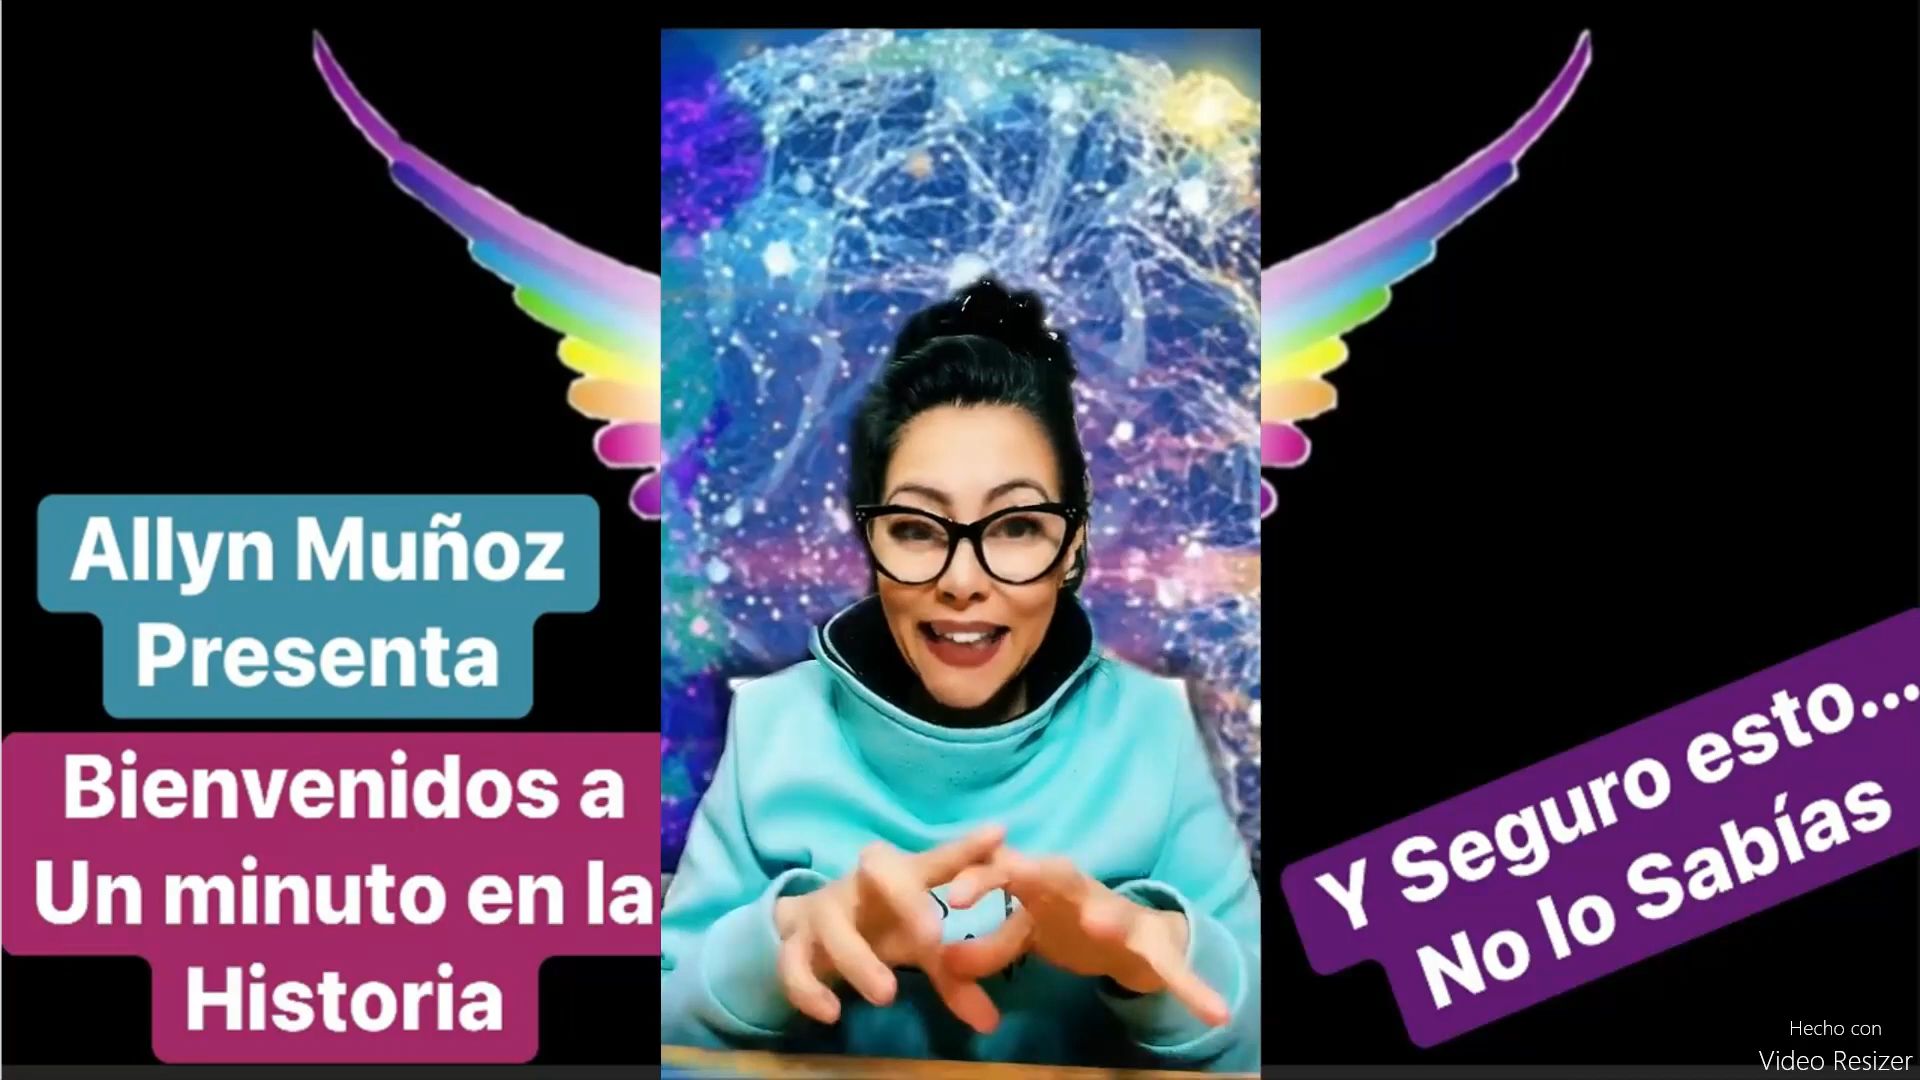 Allyn Muñoz
Presenta
Bienvenidos a
Un minuto en la
Historia
Y Seguro esto...
No lo Sabías
Hecho con
Video Resizer